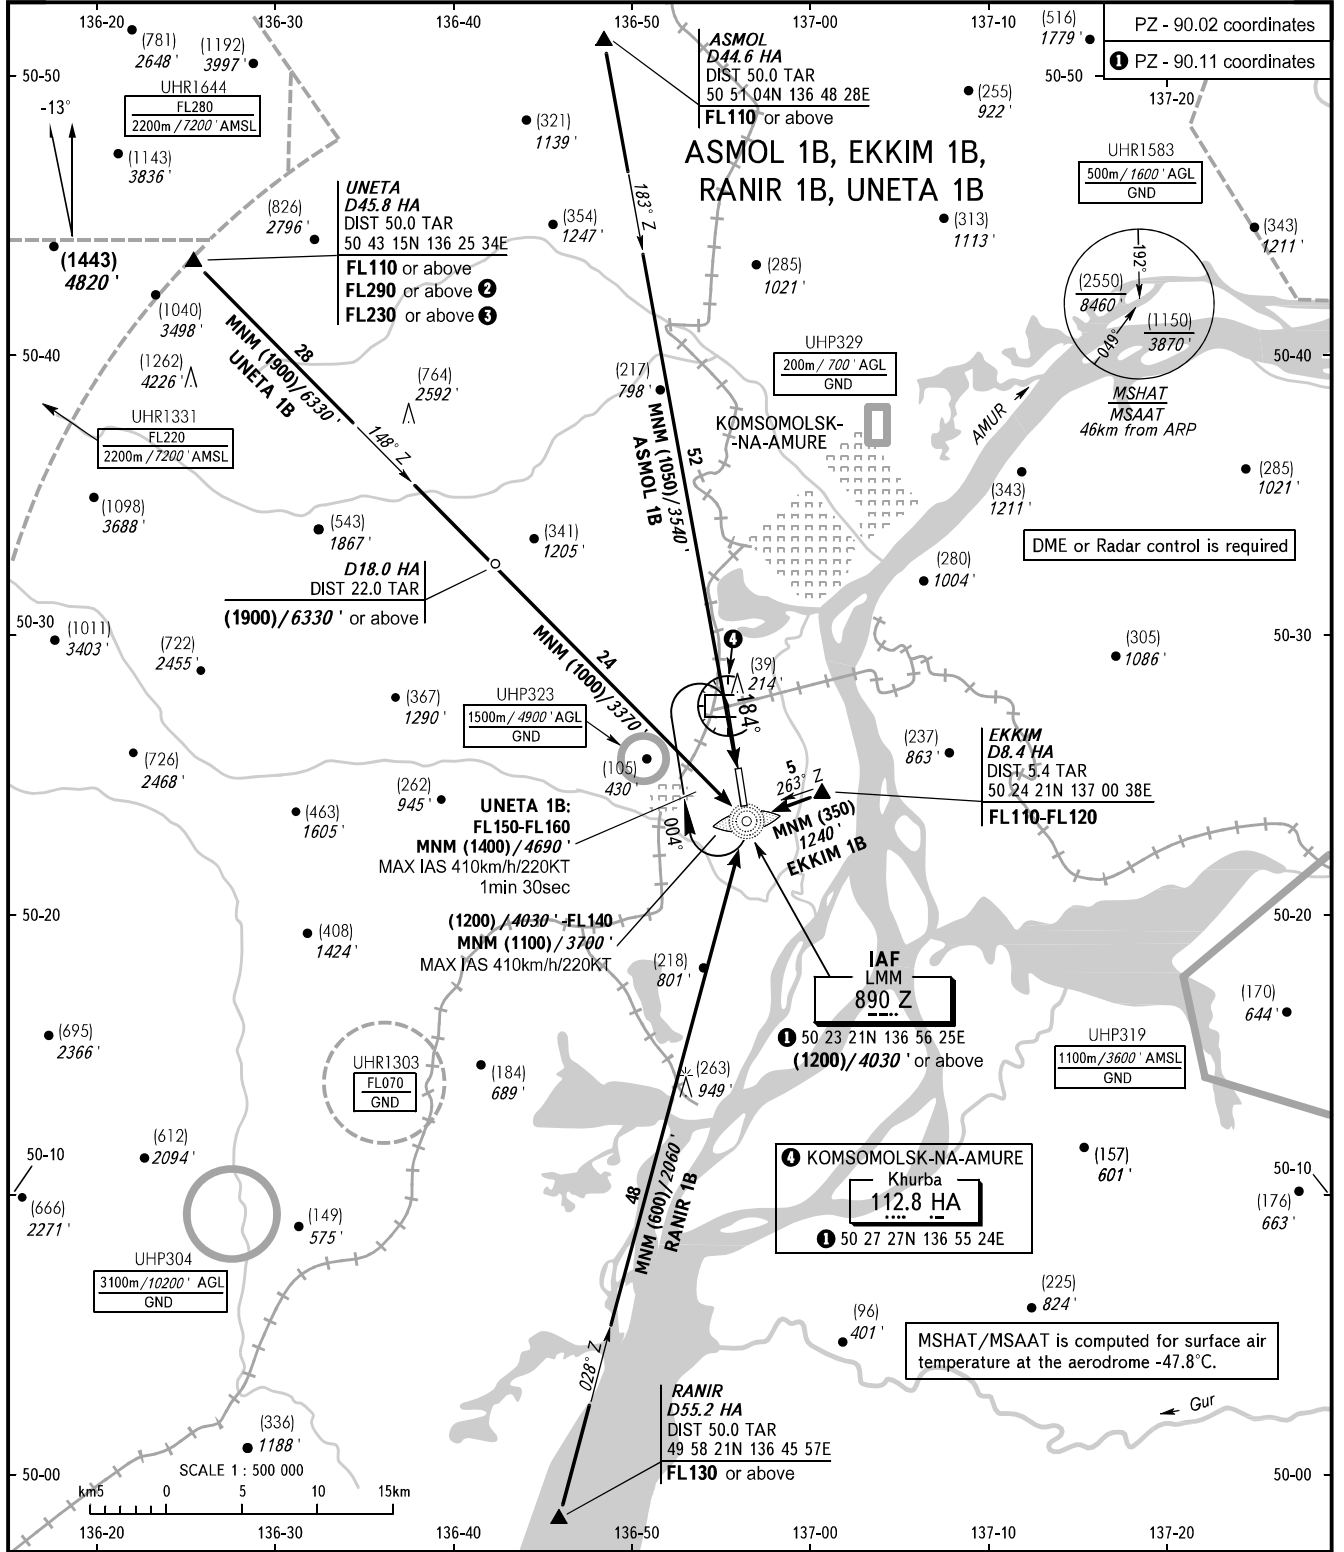 136-20
136-30
136-40
136-50
137-00
137-10
PZ - 90.02 coordinates
❶ PZ - 90.11 coordinates
137-20
50-50
50-50
(781)
2648 '
(1192)
3997 '
UHR1644
FL280
2200m / 7200 ' AMSL
-13°
(1143)
3836 '
(321)
1139 '
(516)
1779 '
(255)
922 '
ASMOL
D44.6 HA
DIST 50.0 TAR
50 51 04N 136 48 28E
FL110 or above
ASMOL 1B, EKKIM 1B,
RANIR 1B, UNETA 1B
UHR1583
500m / 1600 ' AGL
GND
UNETA
D45.8 HA
DIST 50.0 TAR
50 43 15N 136 25 34E
FL110 or above
FL290 or above ❷
FL230 or above ❸
(826)
2796 '
(354)
1247 '
183° Z
(313)
1113 '
(343)
1211 '
(1443)
4820 '
(285)
1021 '
192°
(2550)
8460 '
(1150)
3870 '
049°
MSHAT
MSAAT
46km from ARP
(1040)
3498 '
(1262)
4226 '
28
MNM (1900)/6330 '
UNETA 1B
148° Z
50-40
50-40
UHP329
200m / 700 ' AGL
GND
(764)
2592 '
(217)
798 '
UHR1331
FL220
2200m / 7200 ' AMSL
KOMSOMOLSK-
-NA-AMURE
AMUR
52
MNM (1050)/3540 '
ASMOL 1B
(285)
1021 '
(343)
1211 '
(1098)
3688 '
(543)
1867 '
(341)
1205 '
DME or Radar control is required
D18.0 HA
DIST 22.0 TAR
(1900)/6330 ' or above
(280)
1004 '
50-30
50-30
(1011)
3403 '
(722)
2455 '
24
MNM (1000)/3370 '
❹
(39)
214 '
184°
(305)
1086 '
(367)
1290 '
UHP323
1500m / 4900 ' AGL
GND
(726)
2468 '
(105)
430 '
(237)
863 '
EKKIM
D8.4 HA
DIST 5.4 TAR
50 24 21N 137 00 38E
FL110-FL120
5
263° Z
MNM (350)
1240 '
EKKIM 1B
(262)
945 '
(463)
1605 '
UNETA 1B:
FL150-FL160
MNM (1400)/4690 '
MAX IAS 410km/h/220KT
1min 30sec
004°
50-20
50-20
(408)
1424 '
(1200) /4030 ' -FL140
MNM (1100)/3700 '
MAX IAS 410km/h/220KT
(218)
801 '
IAF
LMM
890 Z
❶ 50 23 21N 136 56 25E
(1200)/4030 ' or above
(170)
644 '
(695)
2366 '
UHR1303
FL070
GND
(184)
689 '
(263)
949 '
UHP319
1100m /3600 ' AMSL
GND
(612)
2094 '
50-10
50-10
❹ KOMSOMOLSK-NA-AMURE
Khurba
112.8 HA
❶ 50 27 27N 136 55 24E
(157)
601 '
(176)
663 '
(666)
2271 '
(149)
575 '
48
MNM (600)/2060 '
RANIR 1B
UHP304
3100m /10200 ' AGL
GND
(225)
824 '
(96)
401 '
MSHAT/MSAAT is computed for surface air
temperature at the aerodrome -47.8°C.
028° Z
RANIR
D55.2 HA
DIST 50.0 TAR
49 58 21N 136 45 57E
FL130 or above
Gur
(336)
1188 '
50-00
50-00
SCALE 1 : 500 000
km5
0
5
10
15km
136-20
136-30
136-40
136-50
137-00
137-10
137-20